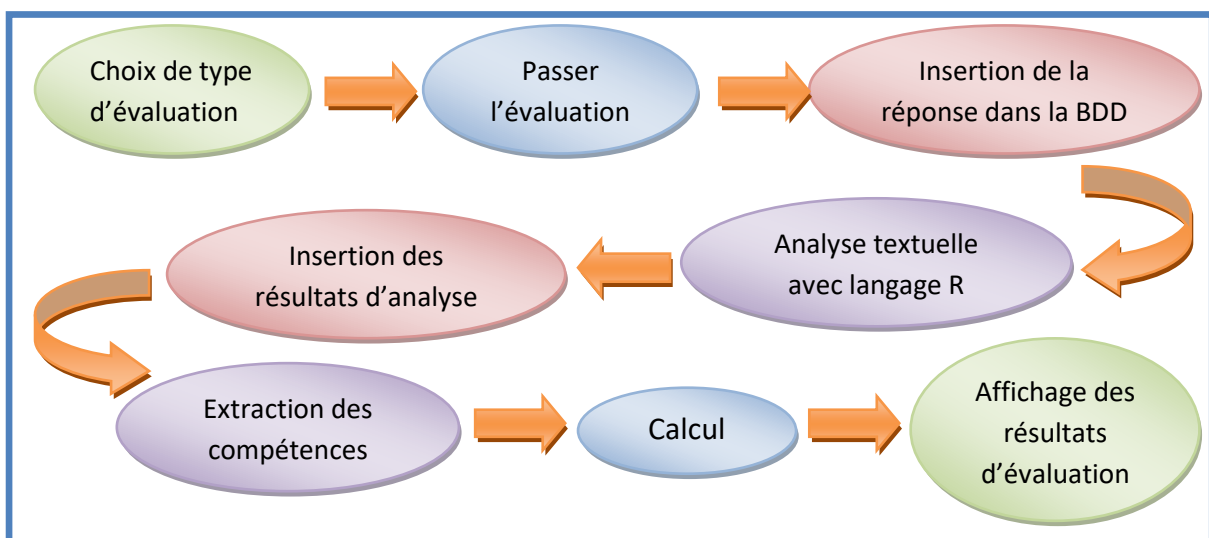 Choix de type
d’évaluation
Passer
l’évaluation
Insertion de la
réponse dans la BDD
Analyse textuelle
avec langage R
Insertion des
résultats d’analyse
Extraction des
compétences
Calcul
Affichage des
résultats
d’évaluation